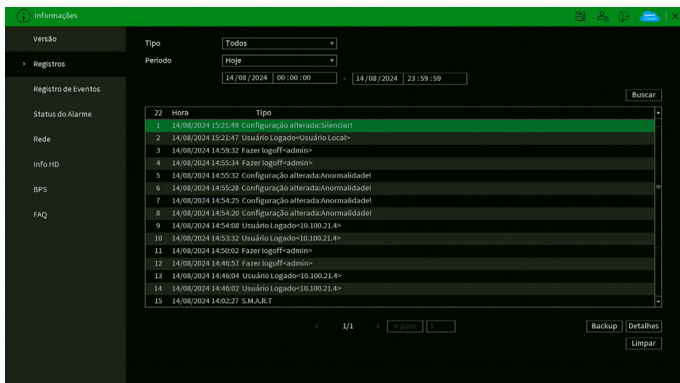 Informações
Versão
Registros
Registro de Eventos
Status do Alarme
Rede
Info HD
BPS
FAQ
Tipo Todos
Periodo Hoje
14/08/2024 00:00:00 - 14/08/2024 23:59:59
Buscar
22 Hora Tipo
1 14/08/2024 15:21:49 Configuração alterada:Silenciar!
2 14/08/2024 15:21:47 Usuário Logado<Usuário Local>
3 14/08/2024 14:59:32 Fazer logoff<admin>
4 14/08/2024 14:55:34 Fazer logoff<admin>
5 14/08/2024 14:55:32 Configuração alterada:Anormalidade!
6 14/08/2024 14:55:28 Configuração alterada:Anormalidade!
7 14/08/2024 14:54:25 Configuração alterada:Anormalidade!
8 14/08/2024 14:54:20 Configuração alterada:Anormalidade!
9 14/08/2024 14:54:08 Usuário Logado<10.100.21.4>
10 14/08/2024 14:53:32 Usuário Logado<10.100.21.4>
11 14/08/2024 14:50:02 Fazer logoff<admin>
12 14/08/2024 14:46:57 Fazer logoff<admin>
13 14/08/2024 14:46:04 Usuário Logado<10.100.21.4>
14 14/08/2024 14:46:02 Usuário Logado<10.100.21.4>
15 14/08/2024 14:02:27 S.M.A.R.T
< 1/1 > Ir para 1
Backup Detalhes
Limpar